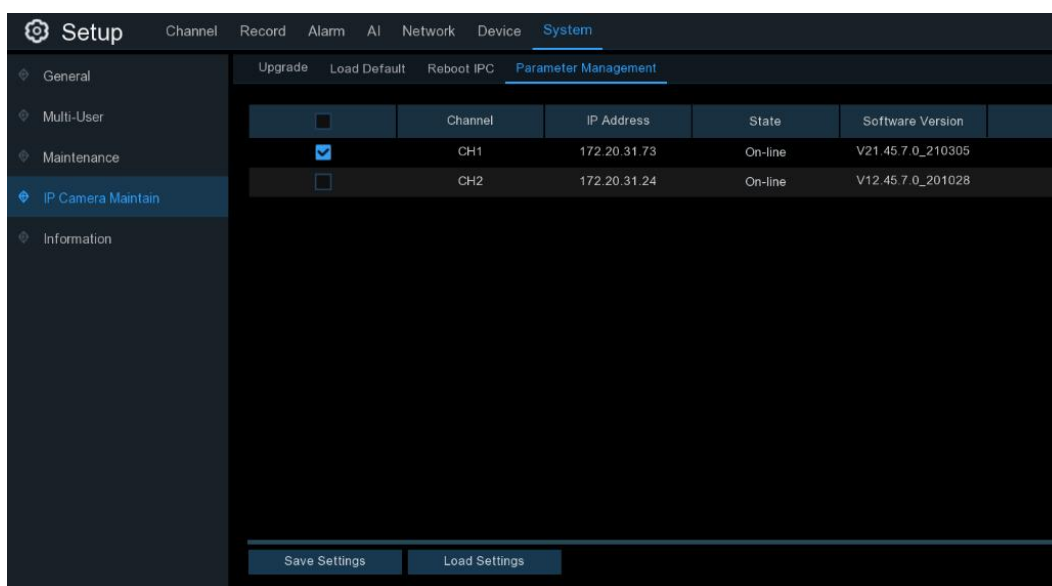 Setup Channel Record Alarm AI Network Device System
General
Multi-User
Maintenance
IP Camera Maintain
Information
Upgrade Load Default Reboot IPC Parameter Management
Channel IP Address State Software Version
CH1 172.20.31.73 On-line V21.45.7.0_210305
CH2 172.20.31.24 On-line V12.45.7.0_201028
Save Settings Load Settings